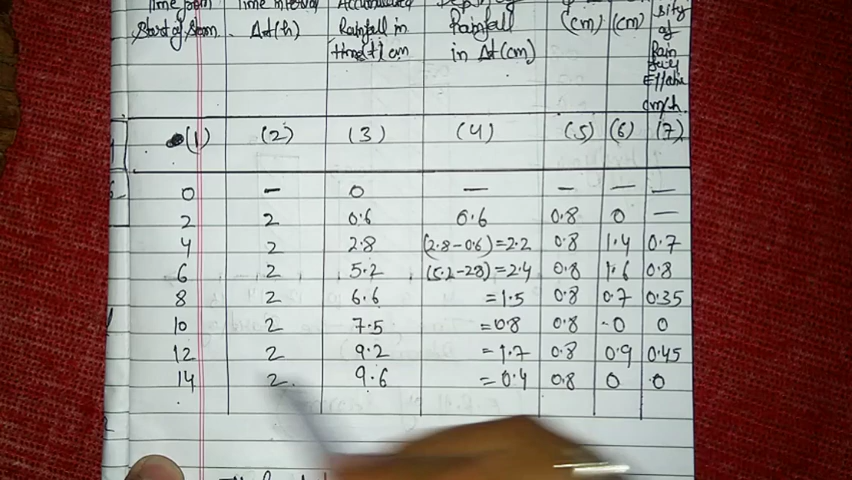 Time from Time interval Accumulated Rainfall
Start of Storm Δt(h) Rainfall in in Δt(cm) (cm) (cm) sity
time(t) cm of
Rain
cm/h.
(1) (2) (3) (4) (5) (6) (7)
0 – 0 – – – –
2 2 0.6 0.6 0.8 0 –
4 2 2.8 (2.8-0.6)=2.2 0.8 1.4 0.7
6 2 5.2 (5.2-2.8)=2.4 0.8 1.6 0.8
8 2 6.6 =1.5 0.8 0.7 0.35
10 2 7.5 =0.8 0.8 -0 0
12 2 9.2 =1.7 0.8 0.9 0.45
14 2. 9.6 =0.4 0.8 0 0